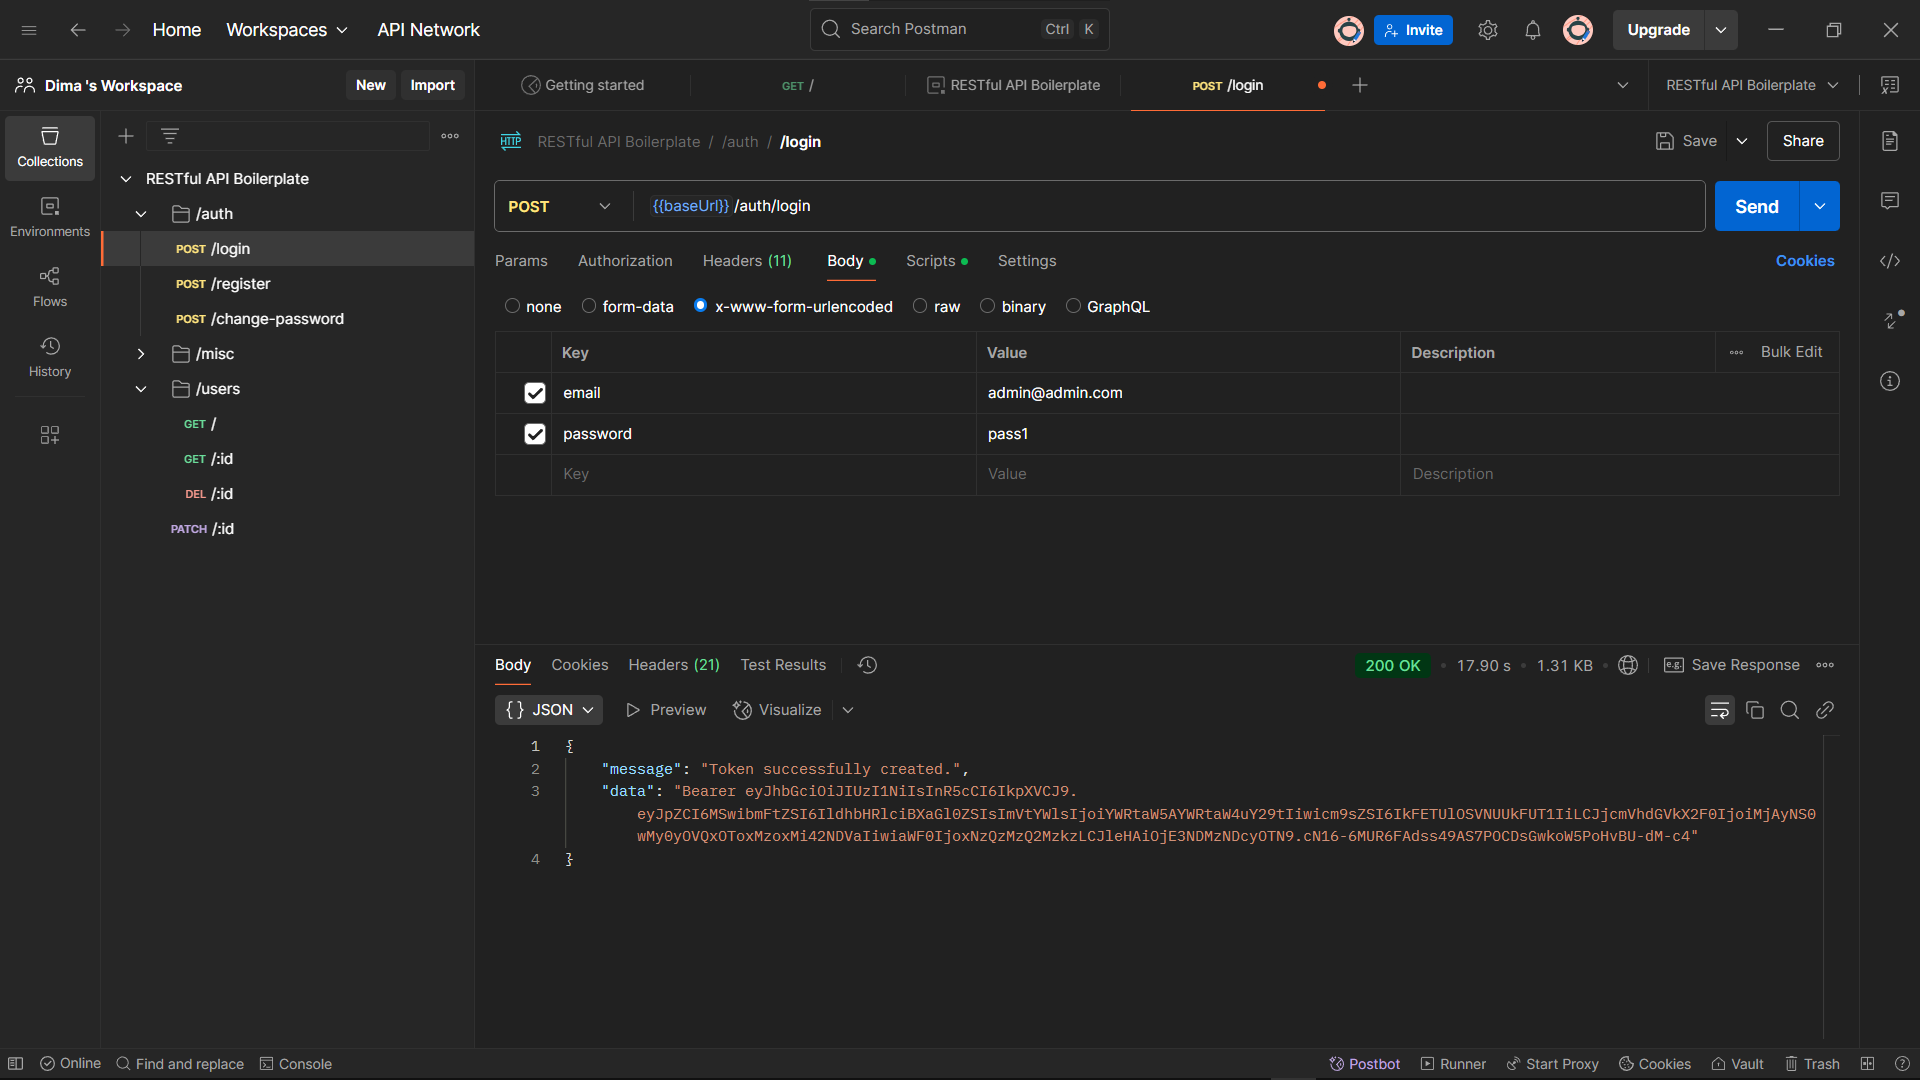 Home Workspaces API Network
Search Postman Ctrl K
Invite Upgrade
Dima 's Workspace New Import
Getting started
GET /
RESTful API Boilerplate
POST /login
RESTful API Boilerplate
Collections
Environments
Flows
History
RESTful API Boilerplate
/auth
POST /login
POST /register
POST /change-password
/misc
/users
GET /
GET /:id
DEL /:id
PATCH /:id
HTTP RESTful API Boilerplate / /auth / /login
Save Share
POST {{baseUrl}} /auth/login Send
Params Authorization Headers (11) Body Scripts Settings Cookies
none form-data x-www-form-urlencoded raw binary GraphQL
Key Value Description Bulk Edit
email admin@admin.com
password pass1
Key Value Description
Body Cookies Headers (21) Test Results
200 OK 17.90 s 1.31 KB e.g. Save Response
{} JSON Preview Visualize
1 {
2 "message": "Token successfully created.",
3 "data": "Bearer eyJhbGciOiJIUzI1NiIsInR5cCI6IkpXVCJ9.
eyJpZCI6MSwibmFtZSI6IldhbHRlciBXaGl0ZSIsImVtYWlsIjoiYWRtaW5AYWRtaW4uY29tIiwicm9sZSI6IkFETUlOSVNUUkFUT1IiLCJjcmVhdGVkX2F0IjoiMjAyNS0
wMy0yOVQxOToxMzoxMi42NDVaIiwiaWF0IjoxNzQzMzQ2MzkzLCJleHAiOjE3NDMzNDcyOTN9.cN16-6MUR6FAdss49AS7POCDsGwkoW5PoHvBU-dM-c4"
4 }
Online Find and replace Console
Postbot Runner Start Proxy Cookies Vault Trash